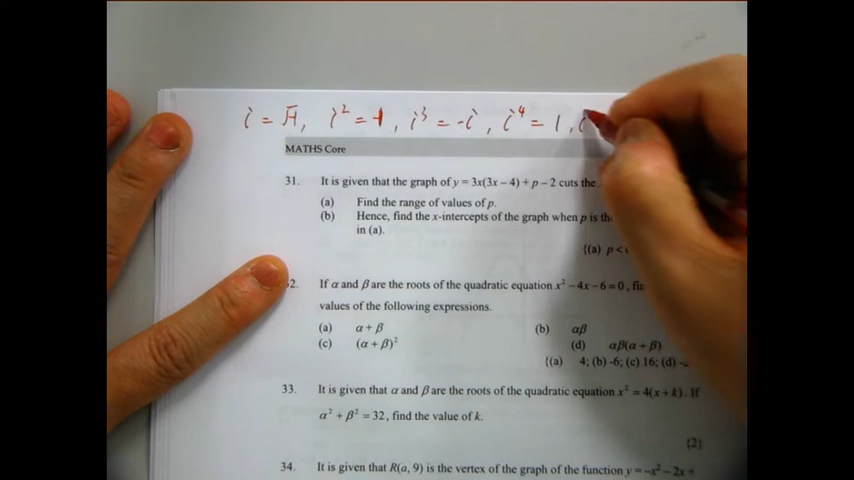 i = √-1, i² = -1, i³ = -i, i⁴ = 1, i
MATHS Core
31. It is given that the graph of y = 3x(3x – 4) + p – 2 cuts the
(a) Find the range of values of p.
(b) Hence, find the x-intercepts of the graph when p is th
in (a).
{(a) p <
32. If α and β are the roots of the quadratic equation x² – 4x – 6 = 0, fi
values of the following expressions.
(a) α + β (b) αβ
(c) (α + β)² (d) αβ(α + β)
{(a) 4; (b) -6; (c) 16; (d) -
33. It is given that α and β are the roots of the quadratic equation x² = 4(x + k). If
α² + β² = 32, find the value of k.
{2}
34. It is given that R(a, 9) is the vertex of the graph of the function y = –x² – 2x +